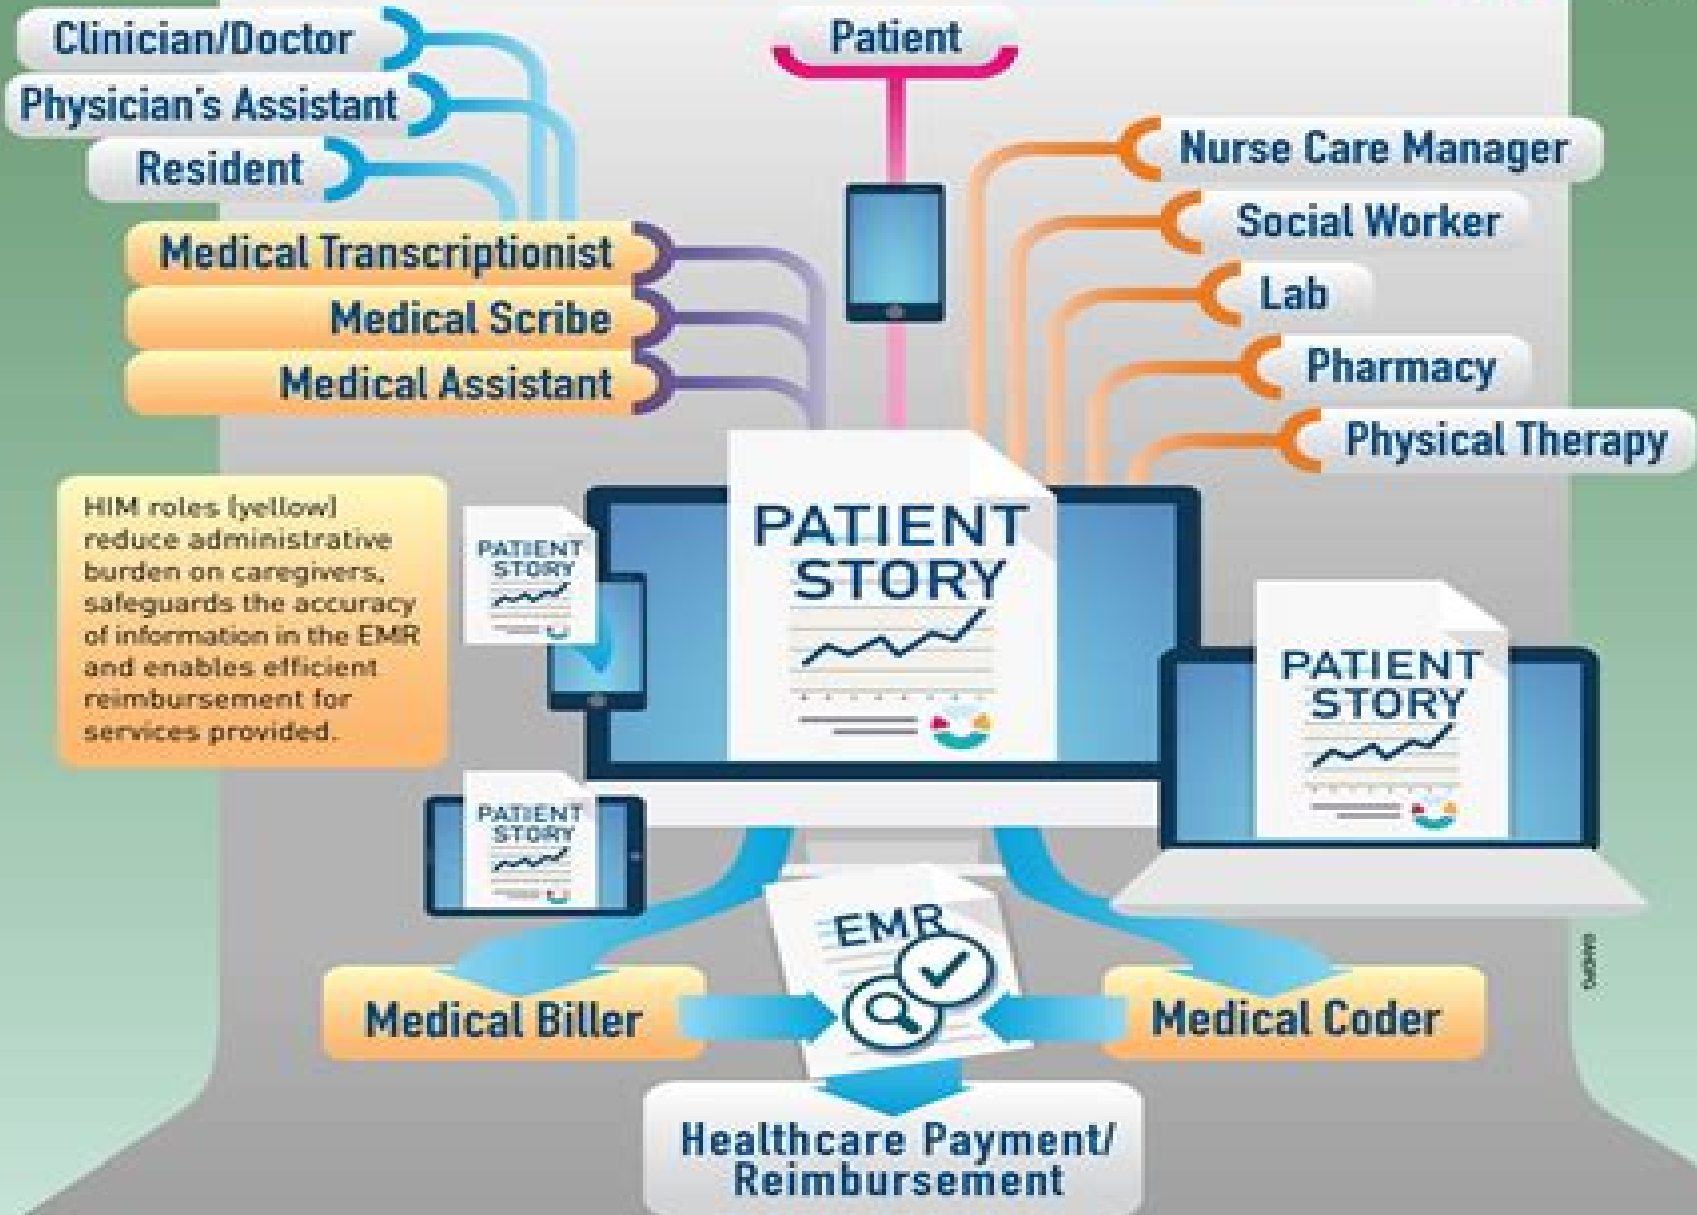 Clinician/Doctor
Physician's Assistant
Resident
Medical Transcriptionist
Medical Scribe
Medical Assistant
Patient
Nurse Care Manager
Social Worker
Lab
Pharmacy
Physical Therapy
HIM roles (yellow)
reduce administrative
burden on caregivers,
safeguards the accuracy
of information in the EMR
and enables efficient
reimbursement for
services provided.
PATIENT
STORY
PATIENT
STORY
PATIENT
STORY
PATIENT
STORY
EMR
Medical Biller
Medical Coder
Healthcare Payment/
Reimbursement